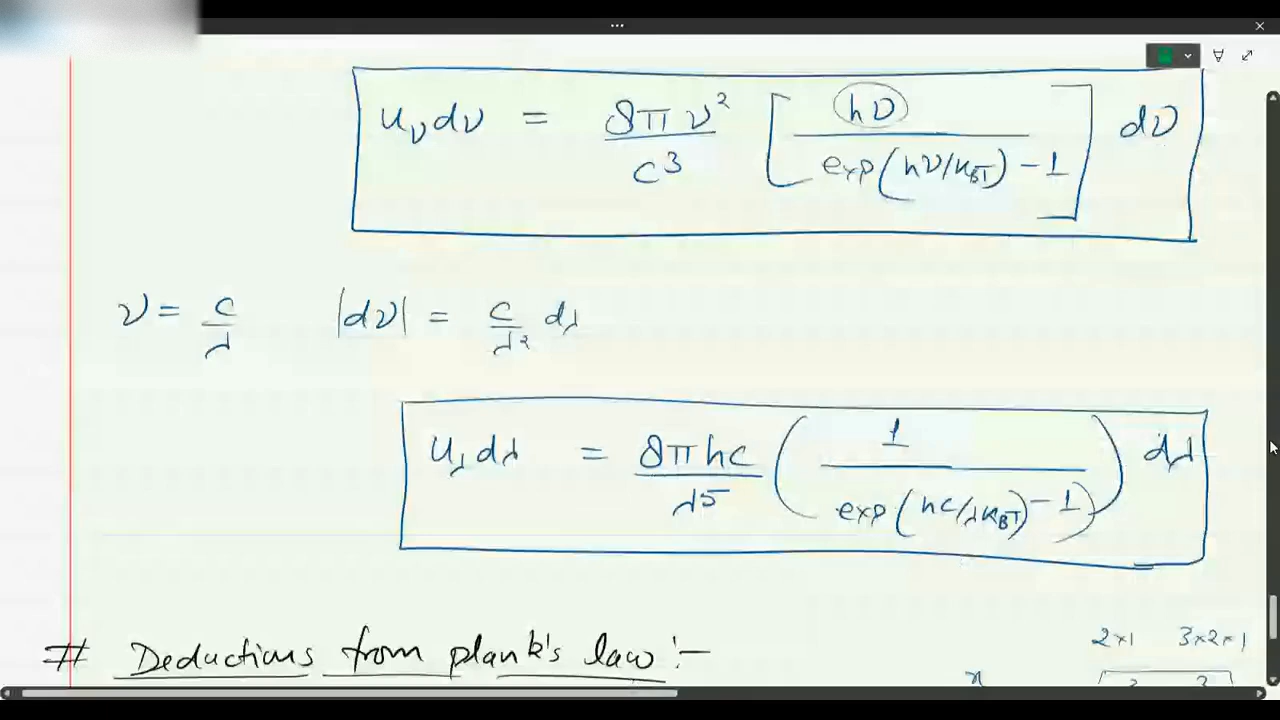 u_ν dν = 8πν² / c³ [ hν / exp(hν/k_BT) - 1 ] dν
ν = c/λ |dν| = c/λ² dλ
u_λ dλ = 8πhc / λ⁵ ( 1 / exp(hc/λk_BT) - 1 ) dλ
2×1 3×2×1
# Deductions from plank's law :-